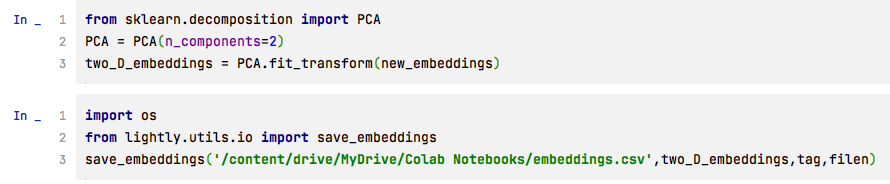 In _ 1 from sklearn.decomposition import PCA
2 PCA = PCA(n_components=2)
3 two_D_embeddings = PCA.fit_transform(new_embeddings)
In _ 1 import os
2 from lightly.utils.io import save_embeddings
3 save_embeddings('/content/drive/MyDrive/Colab Notebooks/embeddings.csv',two_D_embeddings,tag,filen)